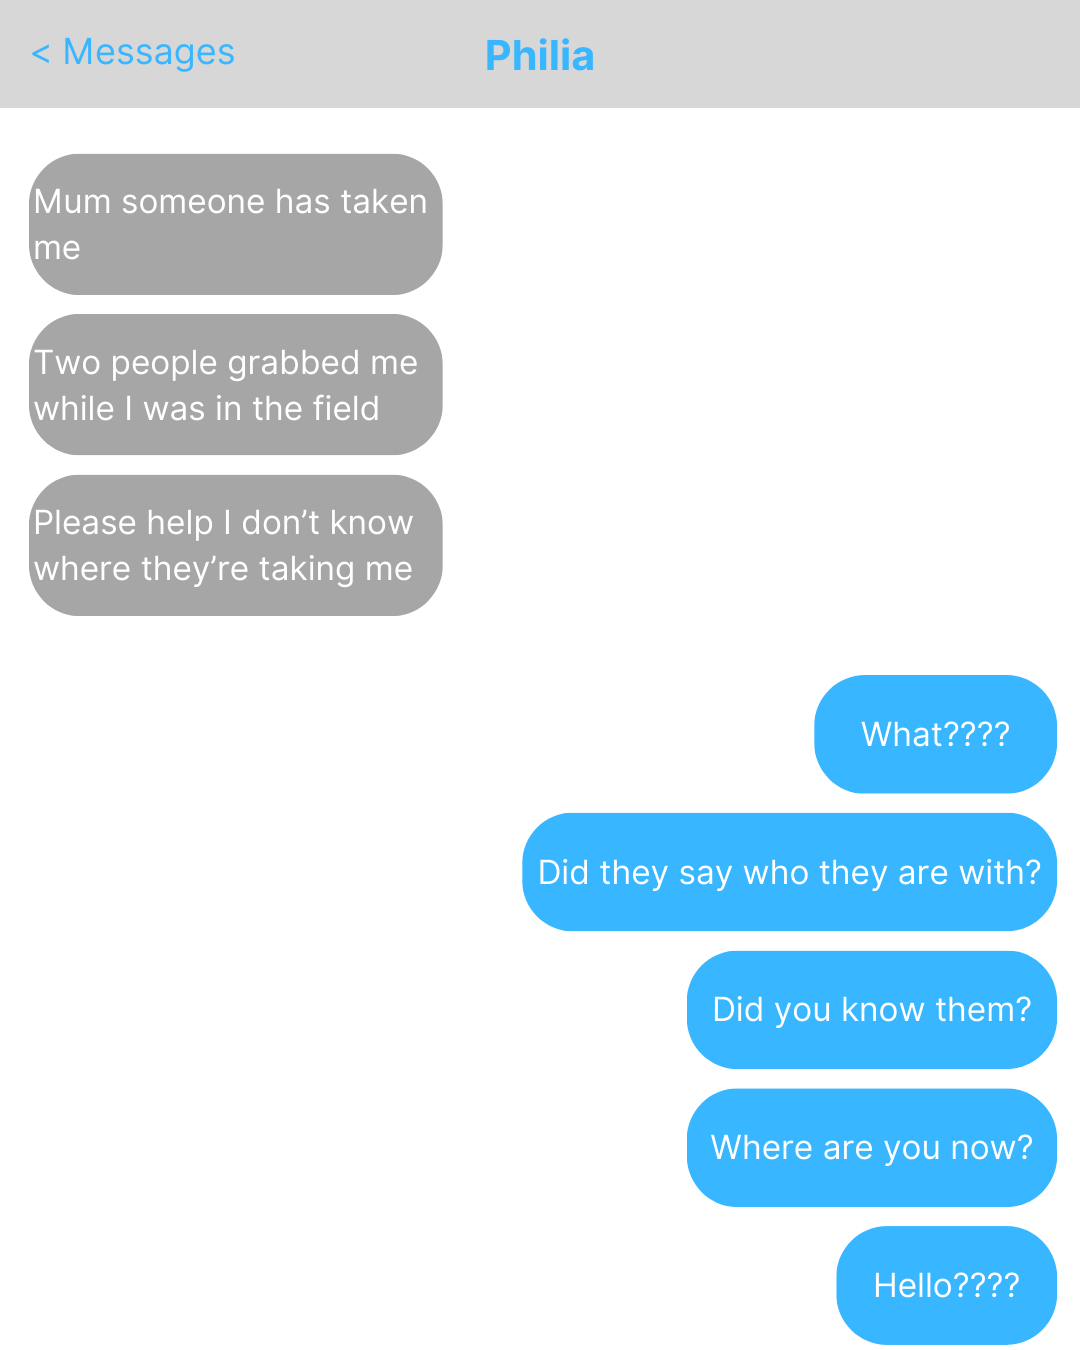 < Messages
Philia
Mum someone has taken
me
Two people grabbed me
while I was in the field
Please help I don’t know
where they’re taking me
What????
Did they say who they are with?
Did you know them?
Where are you now?
Hello????